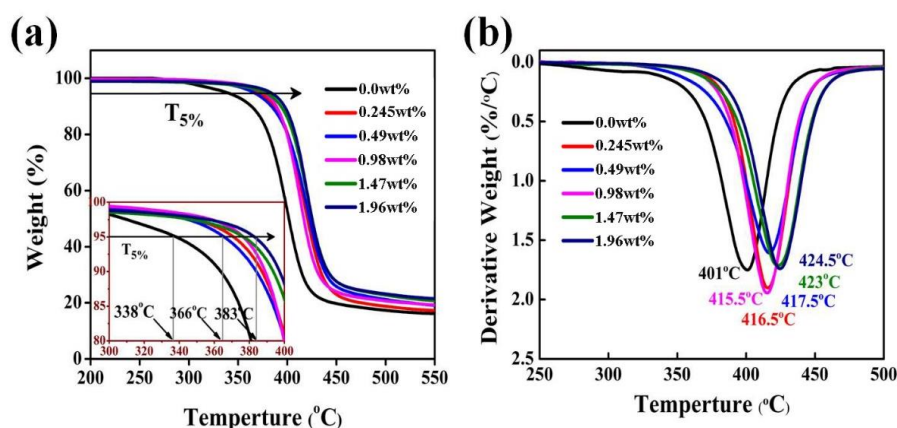 (a)
100
80
60
40
20
0
Weight (%)
T5%
0.0wt%
0.245wt%
0.49wt%
0.98wt%
1.47wt%
1.96wt%
100
95
90
85
80
T5%
338°C
366°C
383°C
300 320 340 360 380 400
200 250 300 350 400 450 500 550
Temperture (°C)
(b)
0.0
0.5
1.0
1.5
2.0
2.5
Derivative Weight (%/°C)
0.0wt%
0.245wt%
0.49wt%
0.98wt%
1.47wt%
1.96wt%
401°C
424.5°C
423°C
415.5°C
417.5°C
416.5°C
250 300 350 400 450 500
Temperture (°C)